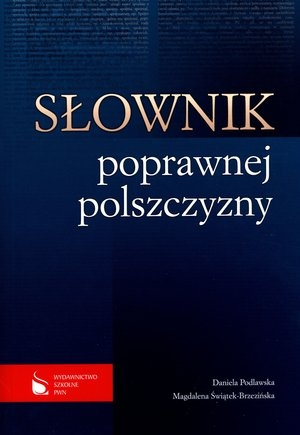 SŁOWNIK
poprawnej
polszczyzny
Daniela Podlawska
Magdalena Świątek-Brzezińska
WYDAWNICTWO
SZKOLNE
PWN